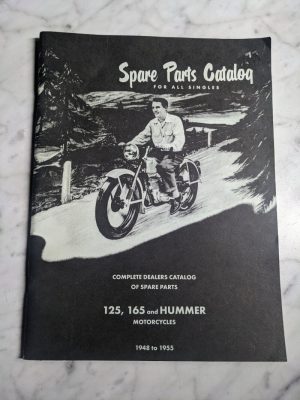 Spare Parts Catalog
FOR ALL SINGLES
COMPLETE DEALERS CATALOG
OF SPARE PARTS
125, 165 and HUMMER
MOTORCYCLES
1948 to 1955